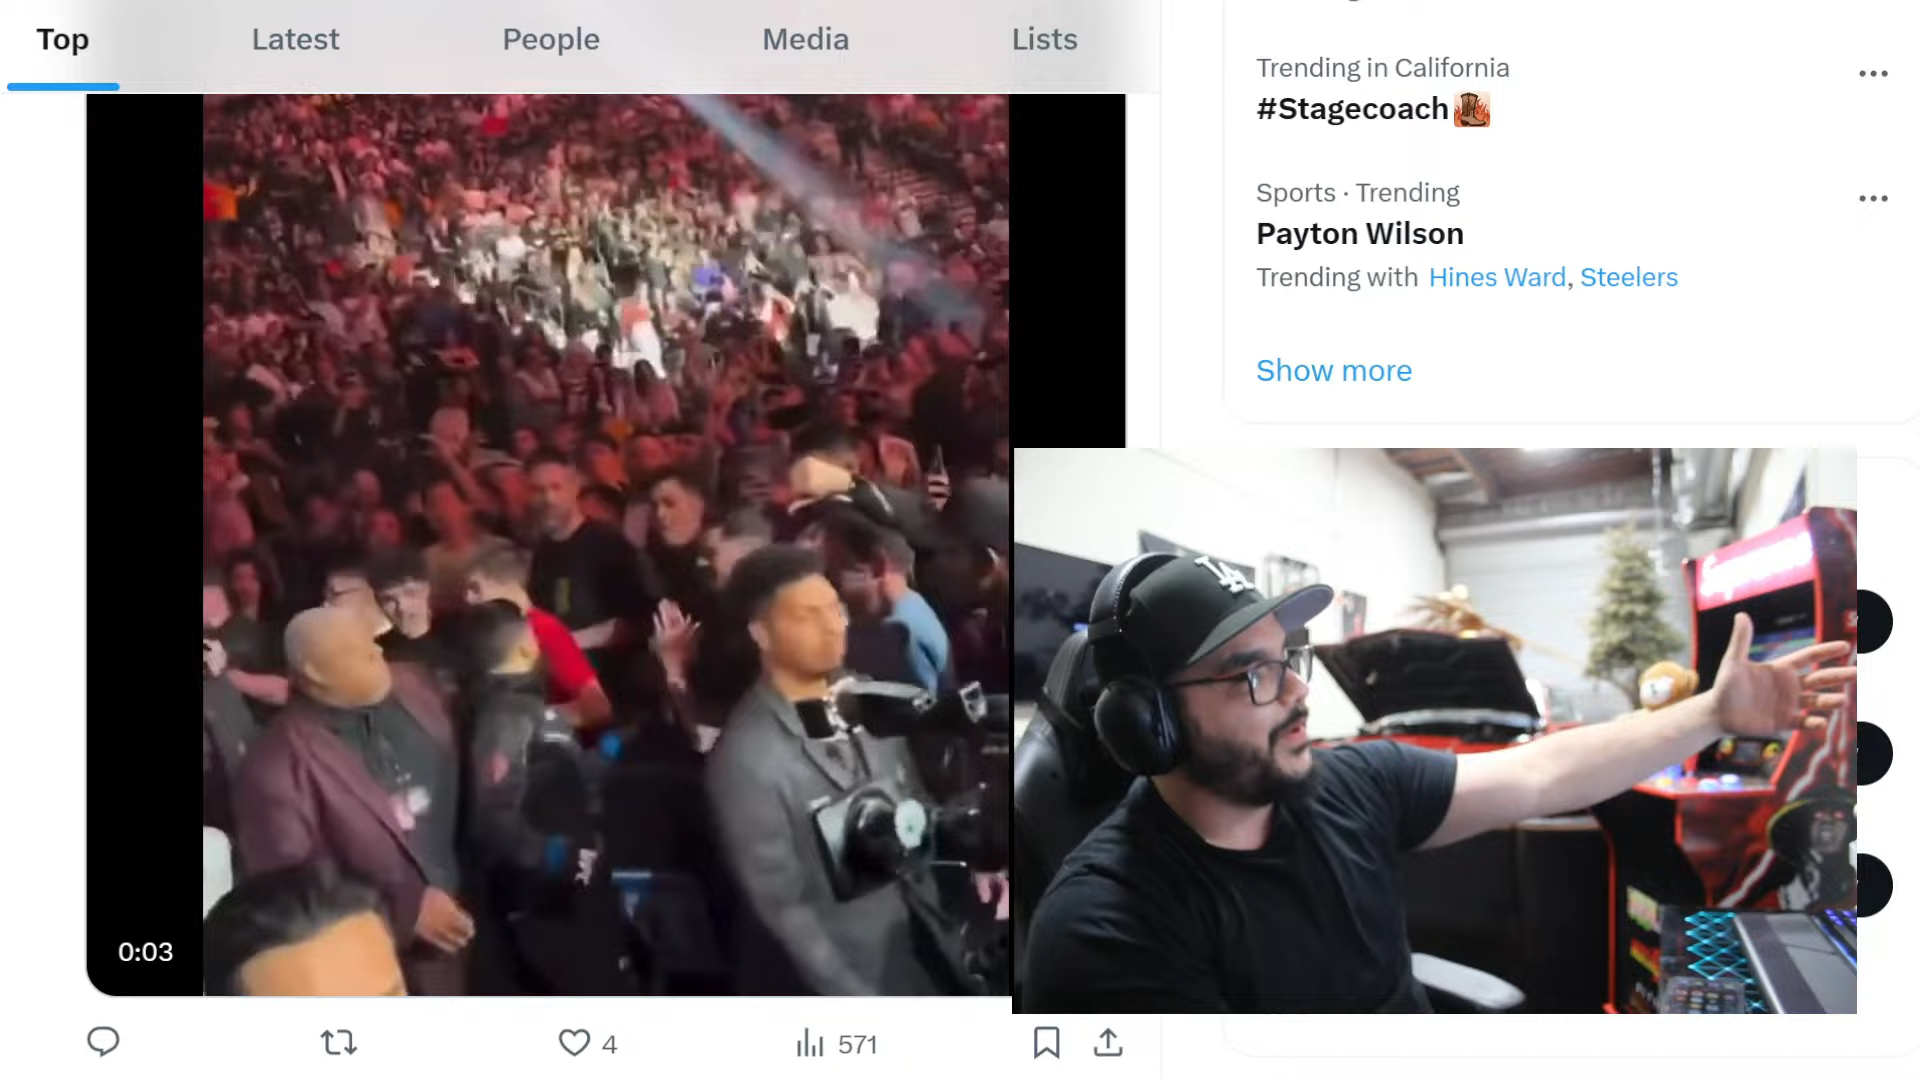 Top
Latest
People
Media
Lists
Trending in California
#Stagecoach
Sports · Trending
Payton Wilson
Trending with Hines Ward, Steelers
Show more
LA
0:03
4
571